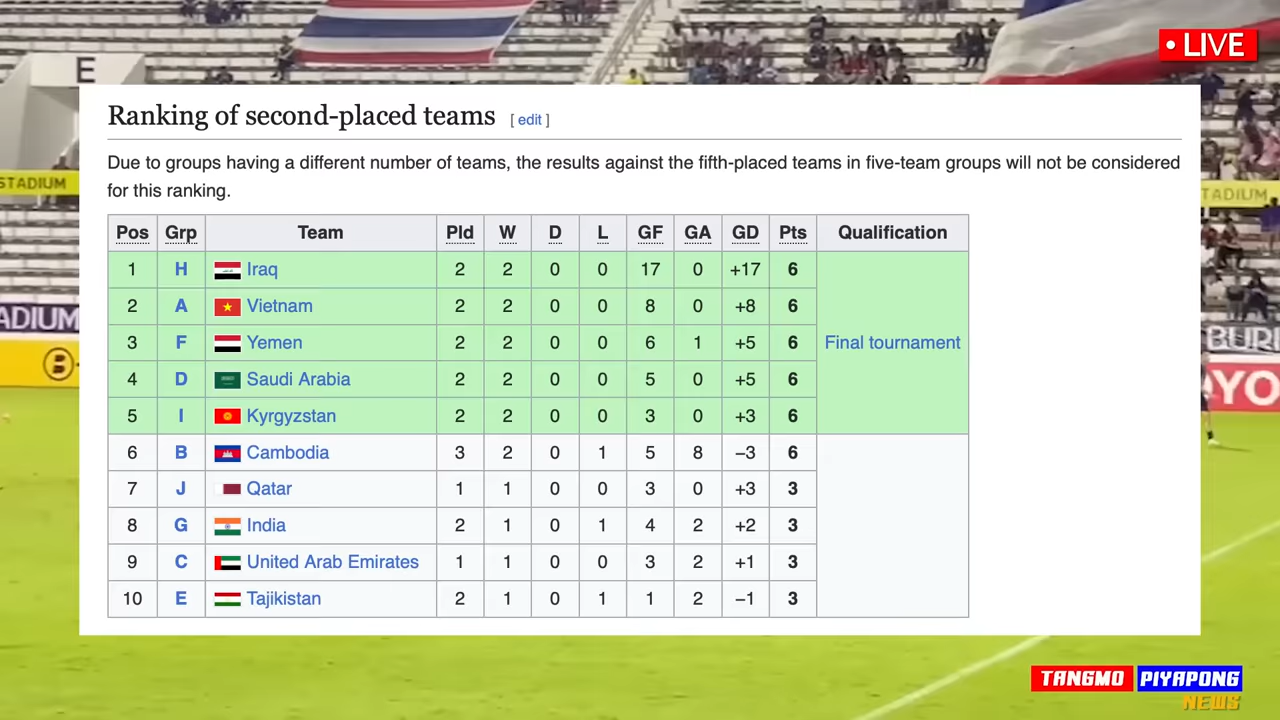 E
• LIVE
STADIUM
TADIUM
ADIUM
BURI
YO
Ranking of second-placed teams [ edit ]
Due to groups having a different number of teams, the results against the fifth-placed teams in five-team groups will not be considered
for this ranking.
Pos Grp Team Pld W D L GF GA GD Pts Qualification
1 H Iraq 2 2 0 0 17 0 +17 6
2 A Vietnam 2 2 0 0 8 0 +8 6
3 F Yemen 2 2 0 0 6 1 +5 6 Final tournament
4 D Saudi Arabia 2 2 0 0 5 0 +5 6
5 I Kyrgyzstan 2 2 0 0 3 0 +3 6
6 B Cambodia 3 2 0 1 5 8 −3 6
7 J Qatar 1 1 0 0 3 0 +3 3
8 G India 2 1 0 1 4 2 +2 3
9 C United Arab Emirates 1 1 0 0 3 2 +1 3
10 E Tajikistan 2 1 0 1 1 2 −1 3
TANGMO PIYAPONG
NEWS